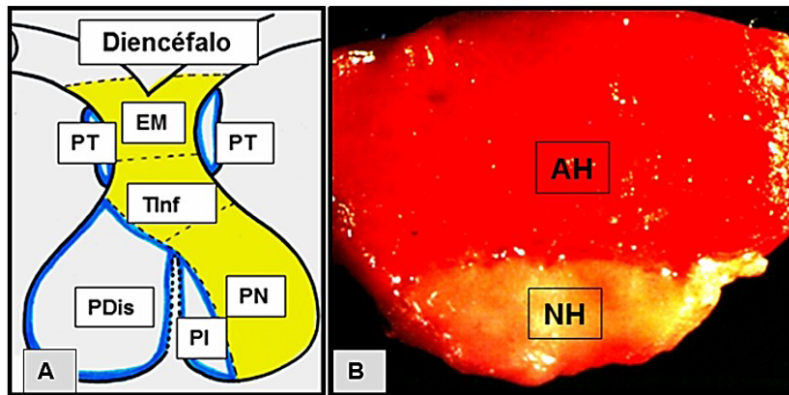 Diencéfalo
EM
PT
PT
TInf
PDis
PN
PI
A
AH
NH
B